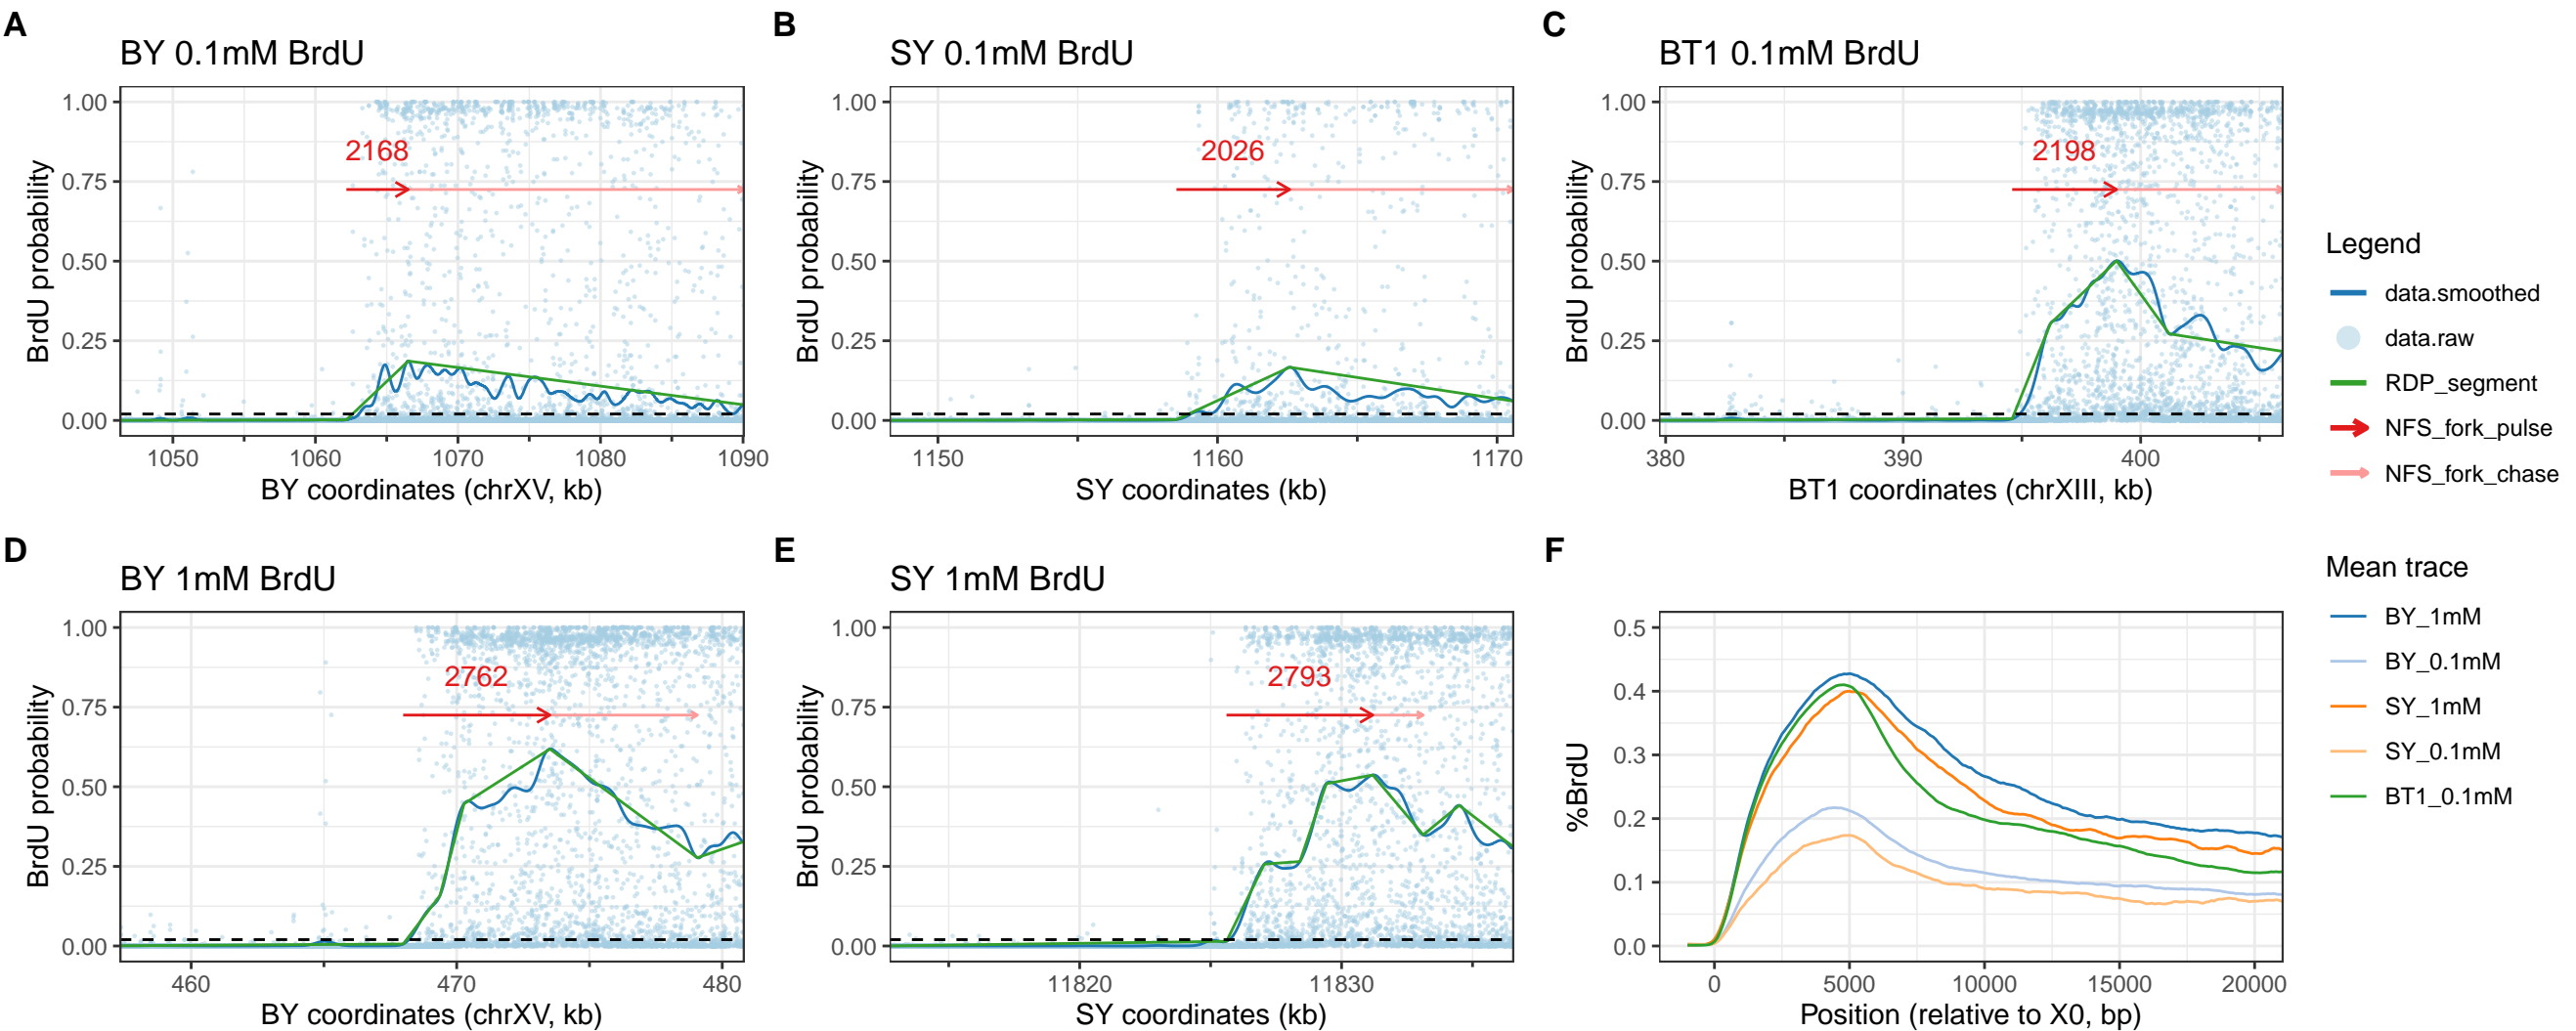 A
BY 0.1mM BrdU
BrdU probability
1.00
0.75
0.50
0.25
0.00
2168
1050 1060 1070 1080 1090
BY coordinates (chrXV, kb)
B
SY 0.1mM BrdU
BrdU probability
1.00
0.75
0.50
0.25
0.00
2026
1150 1160 1170
SY coordinates (kb)
C
BT1 0.1mM BrdU
BrdU probability
1.00
0.75
0.50
0.25
0.00
2198
380 390 400
BT1 coordinates (chrXIII, kb)
Legend
data.smoothed
data.raw
RDP_segment
NFS_fork_pulse
NFS_fork_chase
D
BY 1mM BrdU
BrdU probability
1.00
0.75
0.50
0.25
0.00
2762
460 470 480
BY coordinates (chrXV, kb)
E
SY 1mM BrdU
BrdU probability
1.00
0.75
0.50
0.25
0.00
2793
11820 11830
SY coordinates (kb)
F
%BrdU
0.5
0.4
0.3
0.2
0.1
0.0
0 5000 10000 15000 20000
Position (relative to X0, bp)
Mean trace
BY_1mM
BY_0.1mM
SY_1mM
SY_0.1mM
BT1_0.1mM